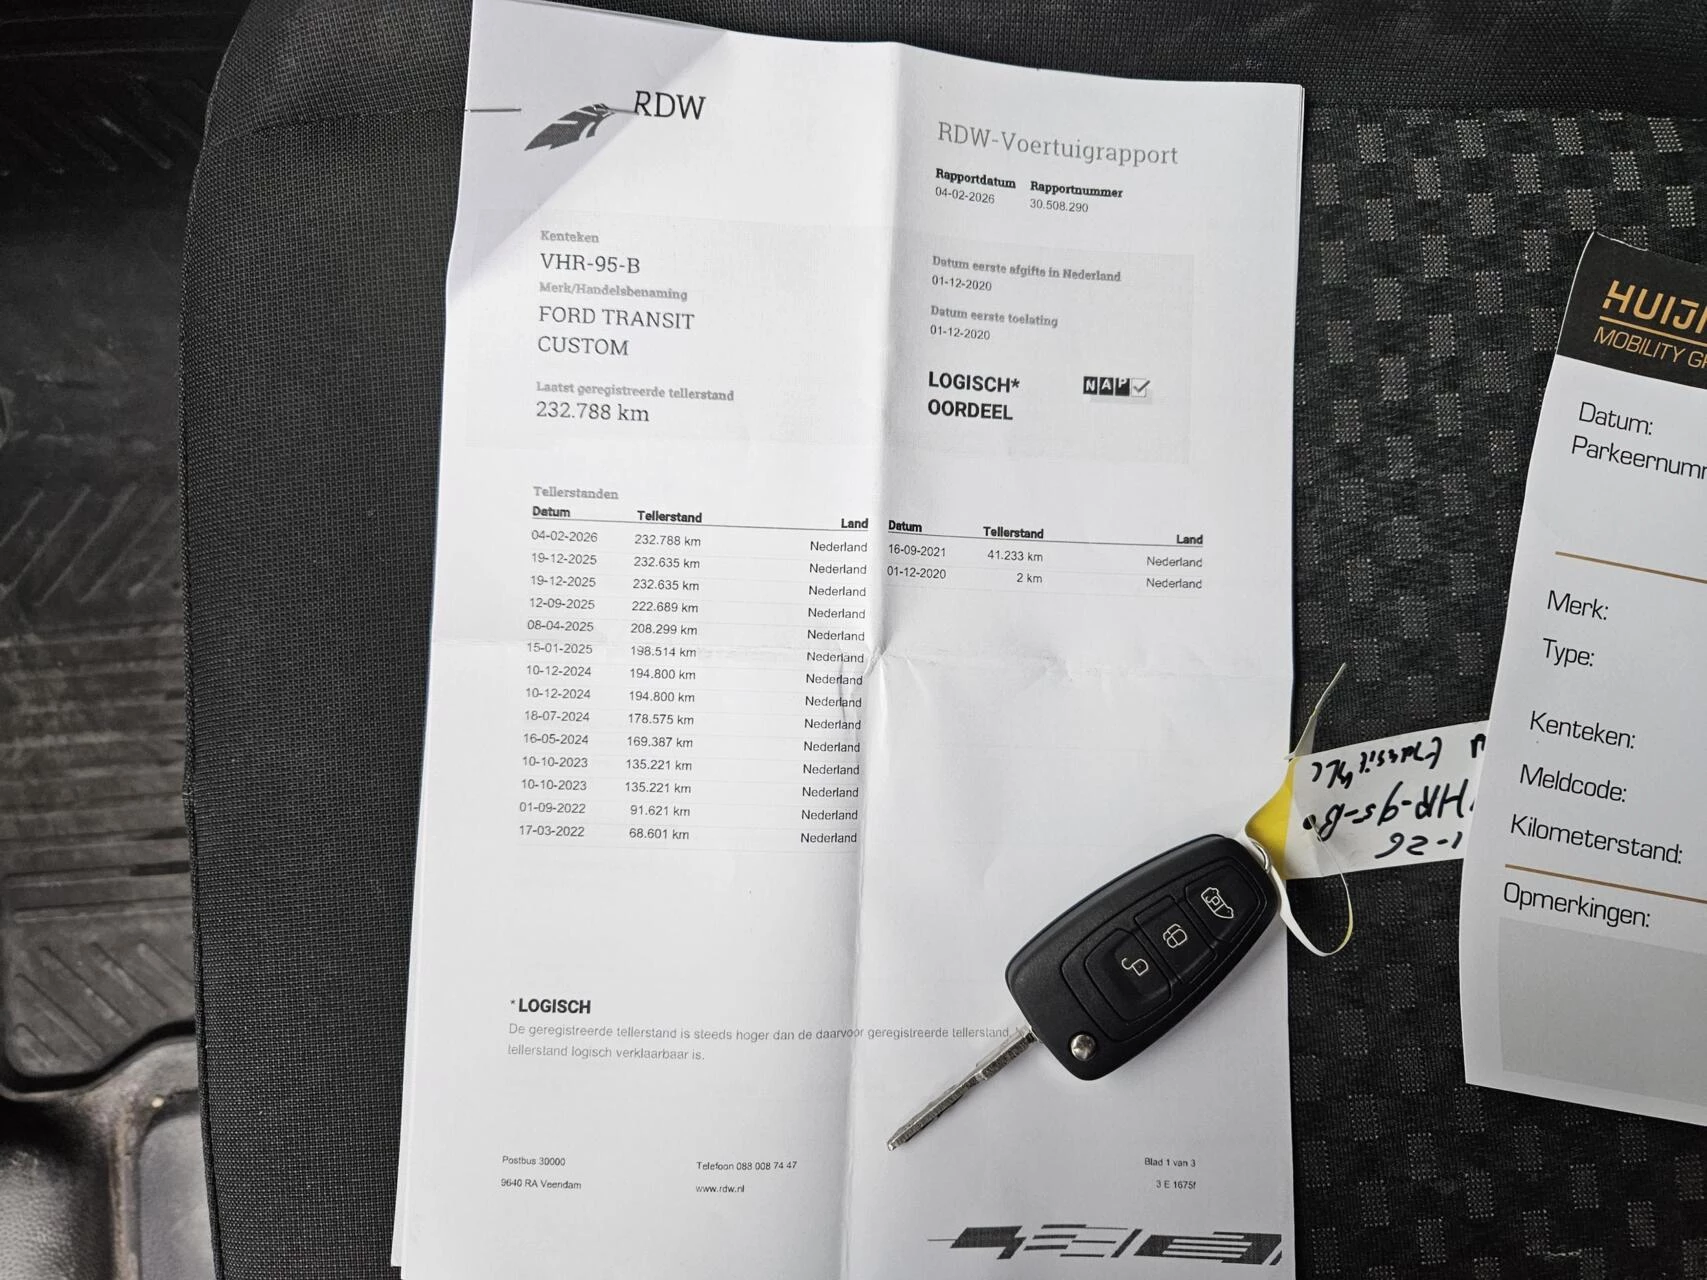 RDW
RDW-Voertuigrapport
Rapportdatum Rapportnummer
04-02-2026 30.508.290
Kenteken
VHR-95-B
Merk/Handelsbenaming
FORD TRANSIT
CUSTOM
Laatst geregistreerde tellerstand
232.788 km
Datum eerste afgifte in Nederland
01-12-2020
Datum eerste toelating
01-12-2020
LOGISCH*
OORDEEL
NAP
Tellerstanden
Datum Tellerstand Land
04-02-2026 232.788 km Nederland
19-12-2025 232.635 km Nederland
19-12-2025 232.635 km Nederland
12-09-2025 222.689 km Nederland
08-04-2025 208.299 km Nederland
15-01-2025 198.514 km Nederland
10-12-2024 194.800 km Nederland
10-12-2024 194.800 km Nederland
18-07-2024 178.575 km Nederland
16-05-2024 169.387 km Nederland
10-10-2023 135.221 km Nederland
10-10-2023 135.221 km Nederland
01-09-2022 91.621 km Nederland
17-03-2022 68.601 km Nederland
Datum Tellerstand Land
16-09-2021 41.233 km Nederland
01-12-2020 2 km Nederland
*LOGISCH
De geregistreerde tellerstand is steeds hoger dan de daarvoor geregistreerde tellerstand,
tellerstand logisch verklaarbaar is.
Postbus 30000
9640 RA Veendam
Telefoon 088 008 74 47
www.rdw.nl
Blad 1 van 3
3 E 1675f
HR-95-B
MOBILITY
Datum:
Merk:
Type:
Kenteken:
Meldcode:
Kilometerstand:
Opmerkingen: